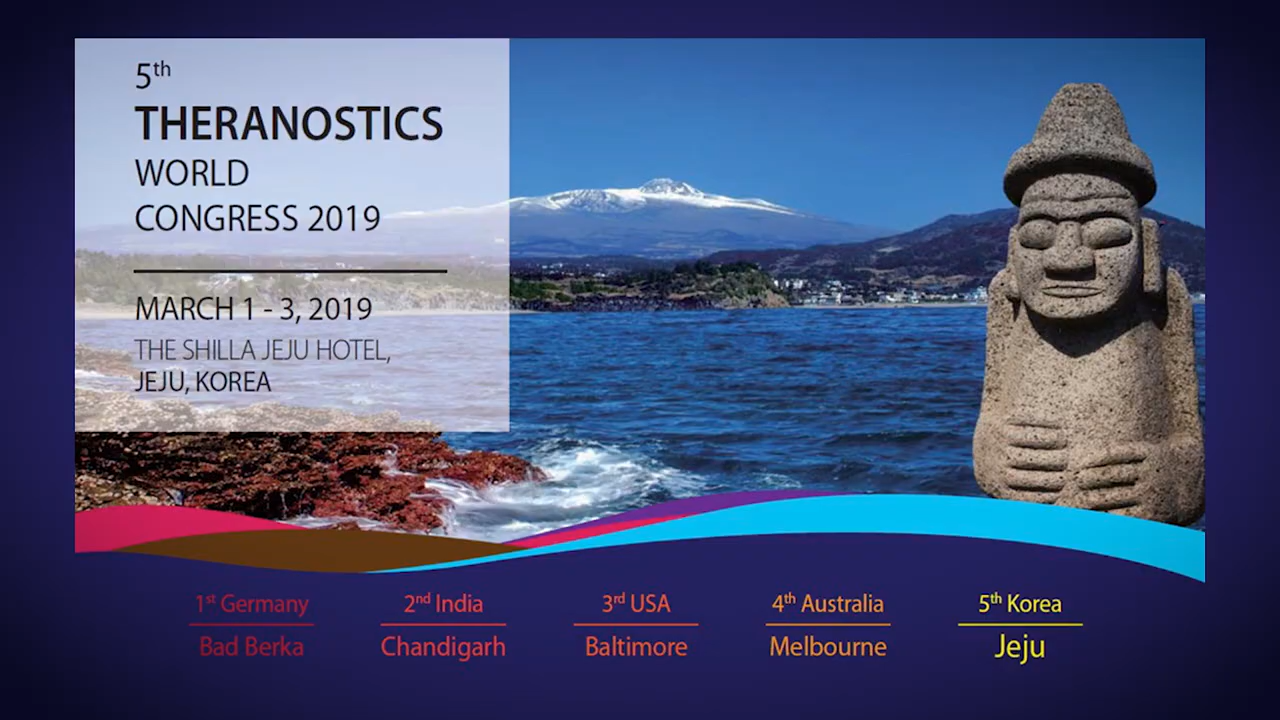 5th
THERANOSTICS
WORLD
CONGRESS 2019
MARCH 1 - 3, 2019
THE SHILLA JEJU HOTEL,
JEJU, KOREA
1st Germany
Bad Berka
2nd India
Chandigarh
3rd USA
Baltimore
4th Australia
Melbourne
5th Korea
Jeju